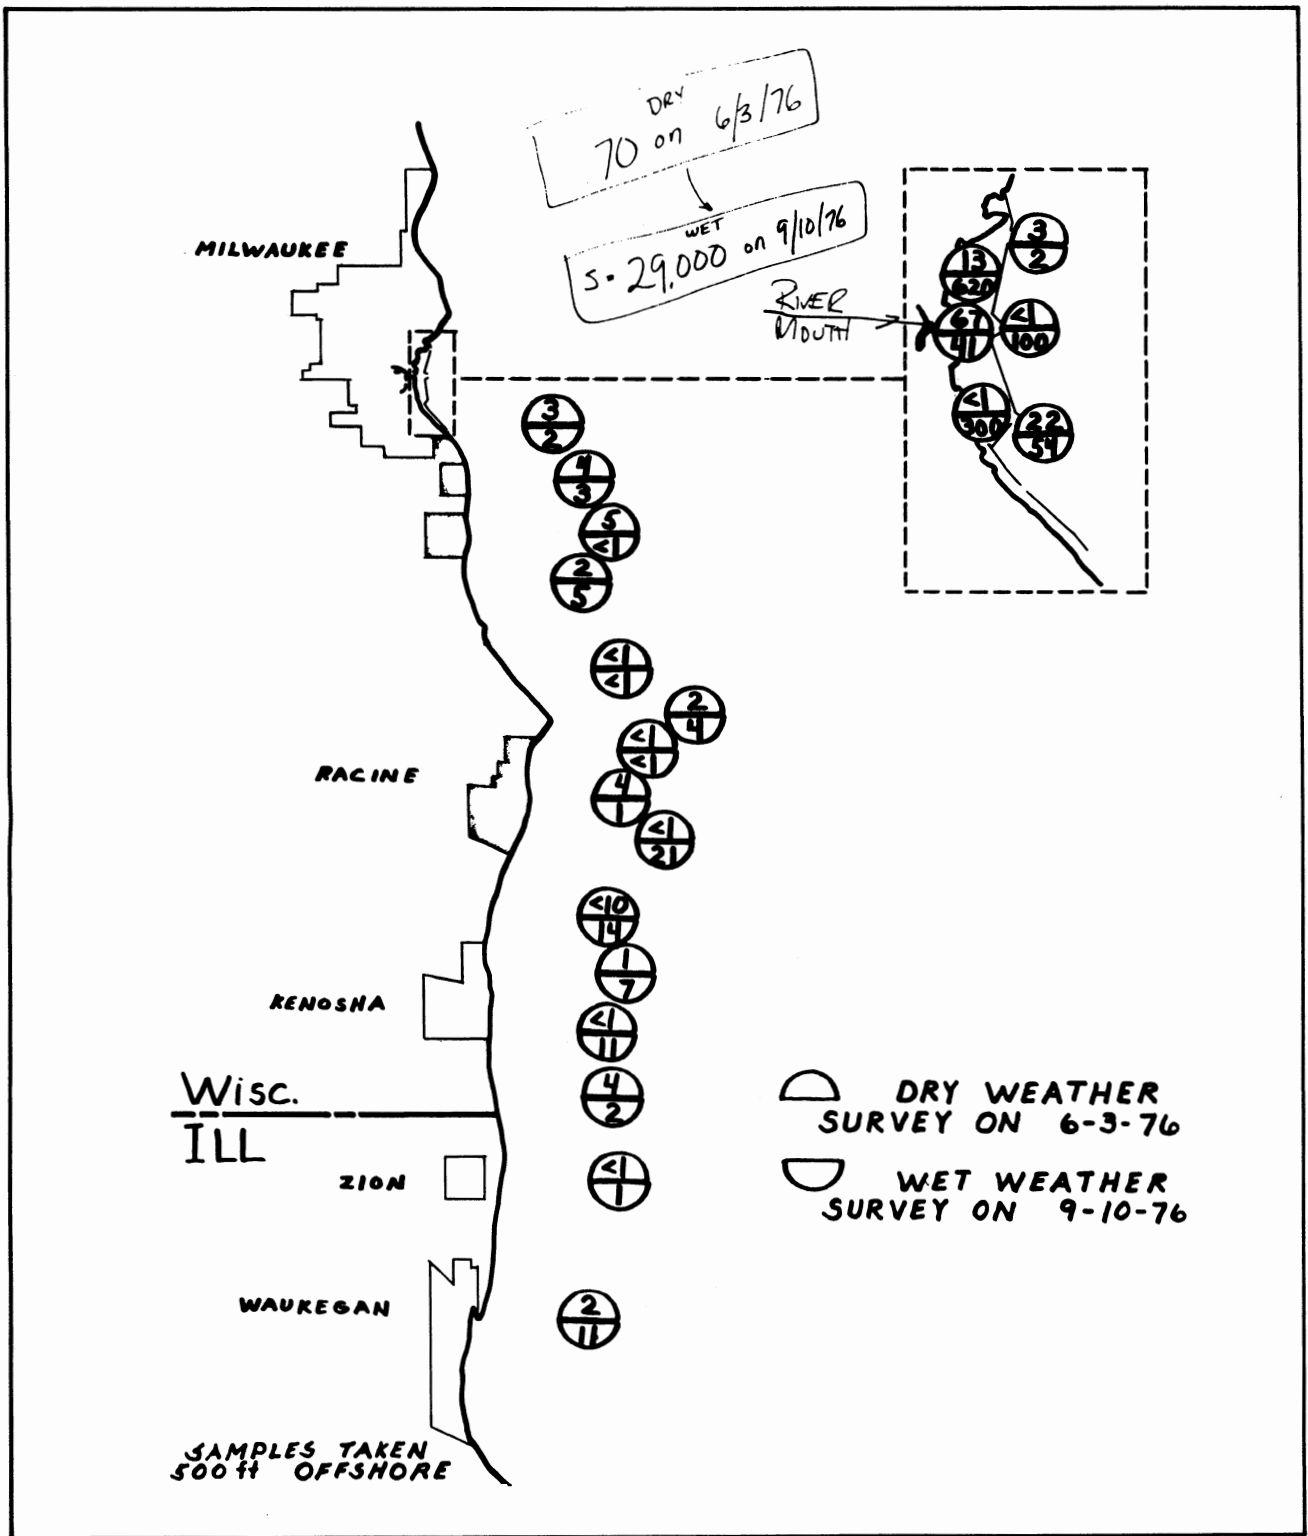 DRY
70 on 6/3/76
WET
S = 29,000 on 9/10/76
MILWAUKEE
RIVER
MOUTH
3
2
13
620
67
41
<1
100
<1
300
22
54
3
2
4
3
5
<1
2
5
<1
<1
2
4
<1
<1
RACINE
4
1
<1
21
<10
14
1
7
KENOSHA
<1
11
Wisc.
4
2
ILL
DRY WEATHER
SURVEY ON 6-3-76
ZION
<1
1
WET WEATHER
SURVEY ON 9-10-76
WAUKEGAN
2
11
SAMPLES TAKEN
500 ft OFFSHORE